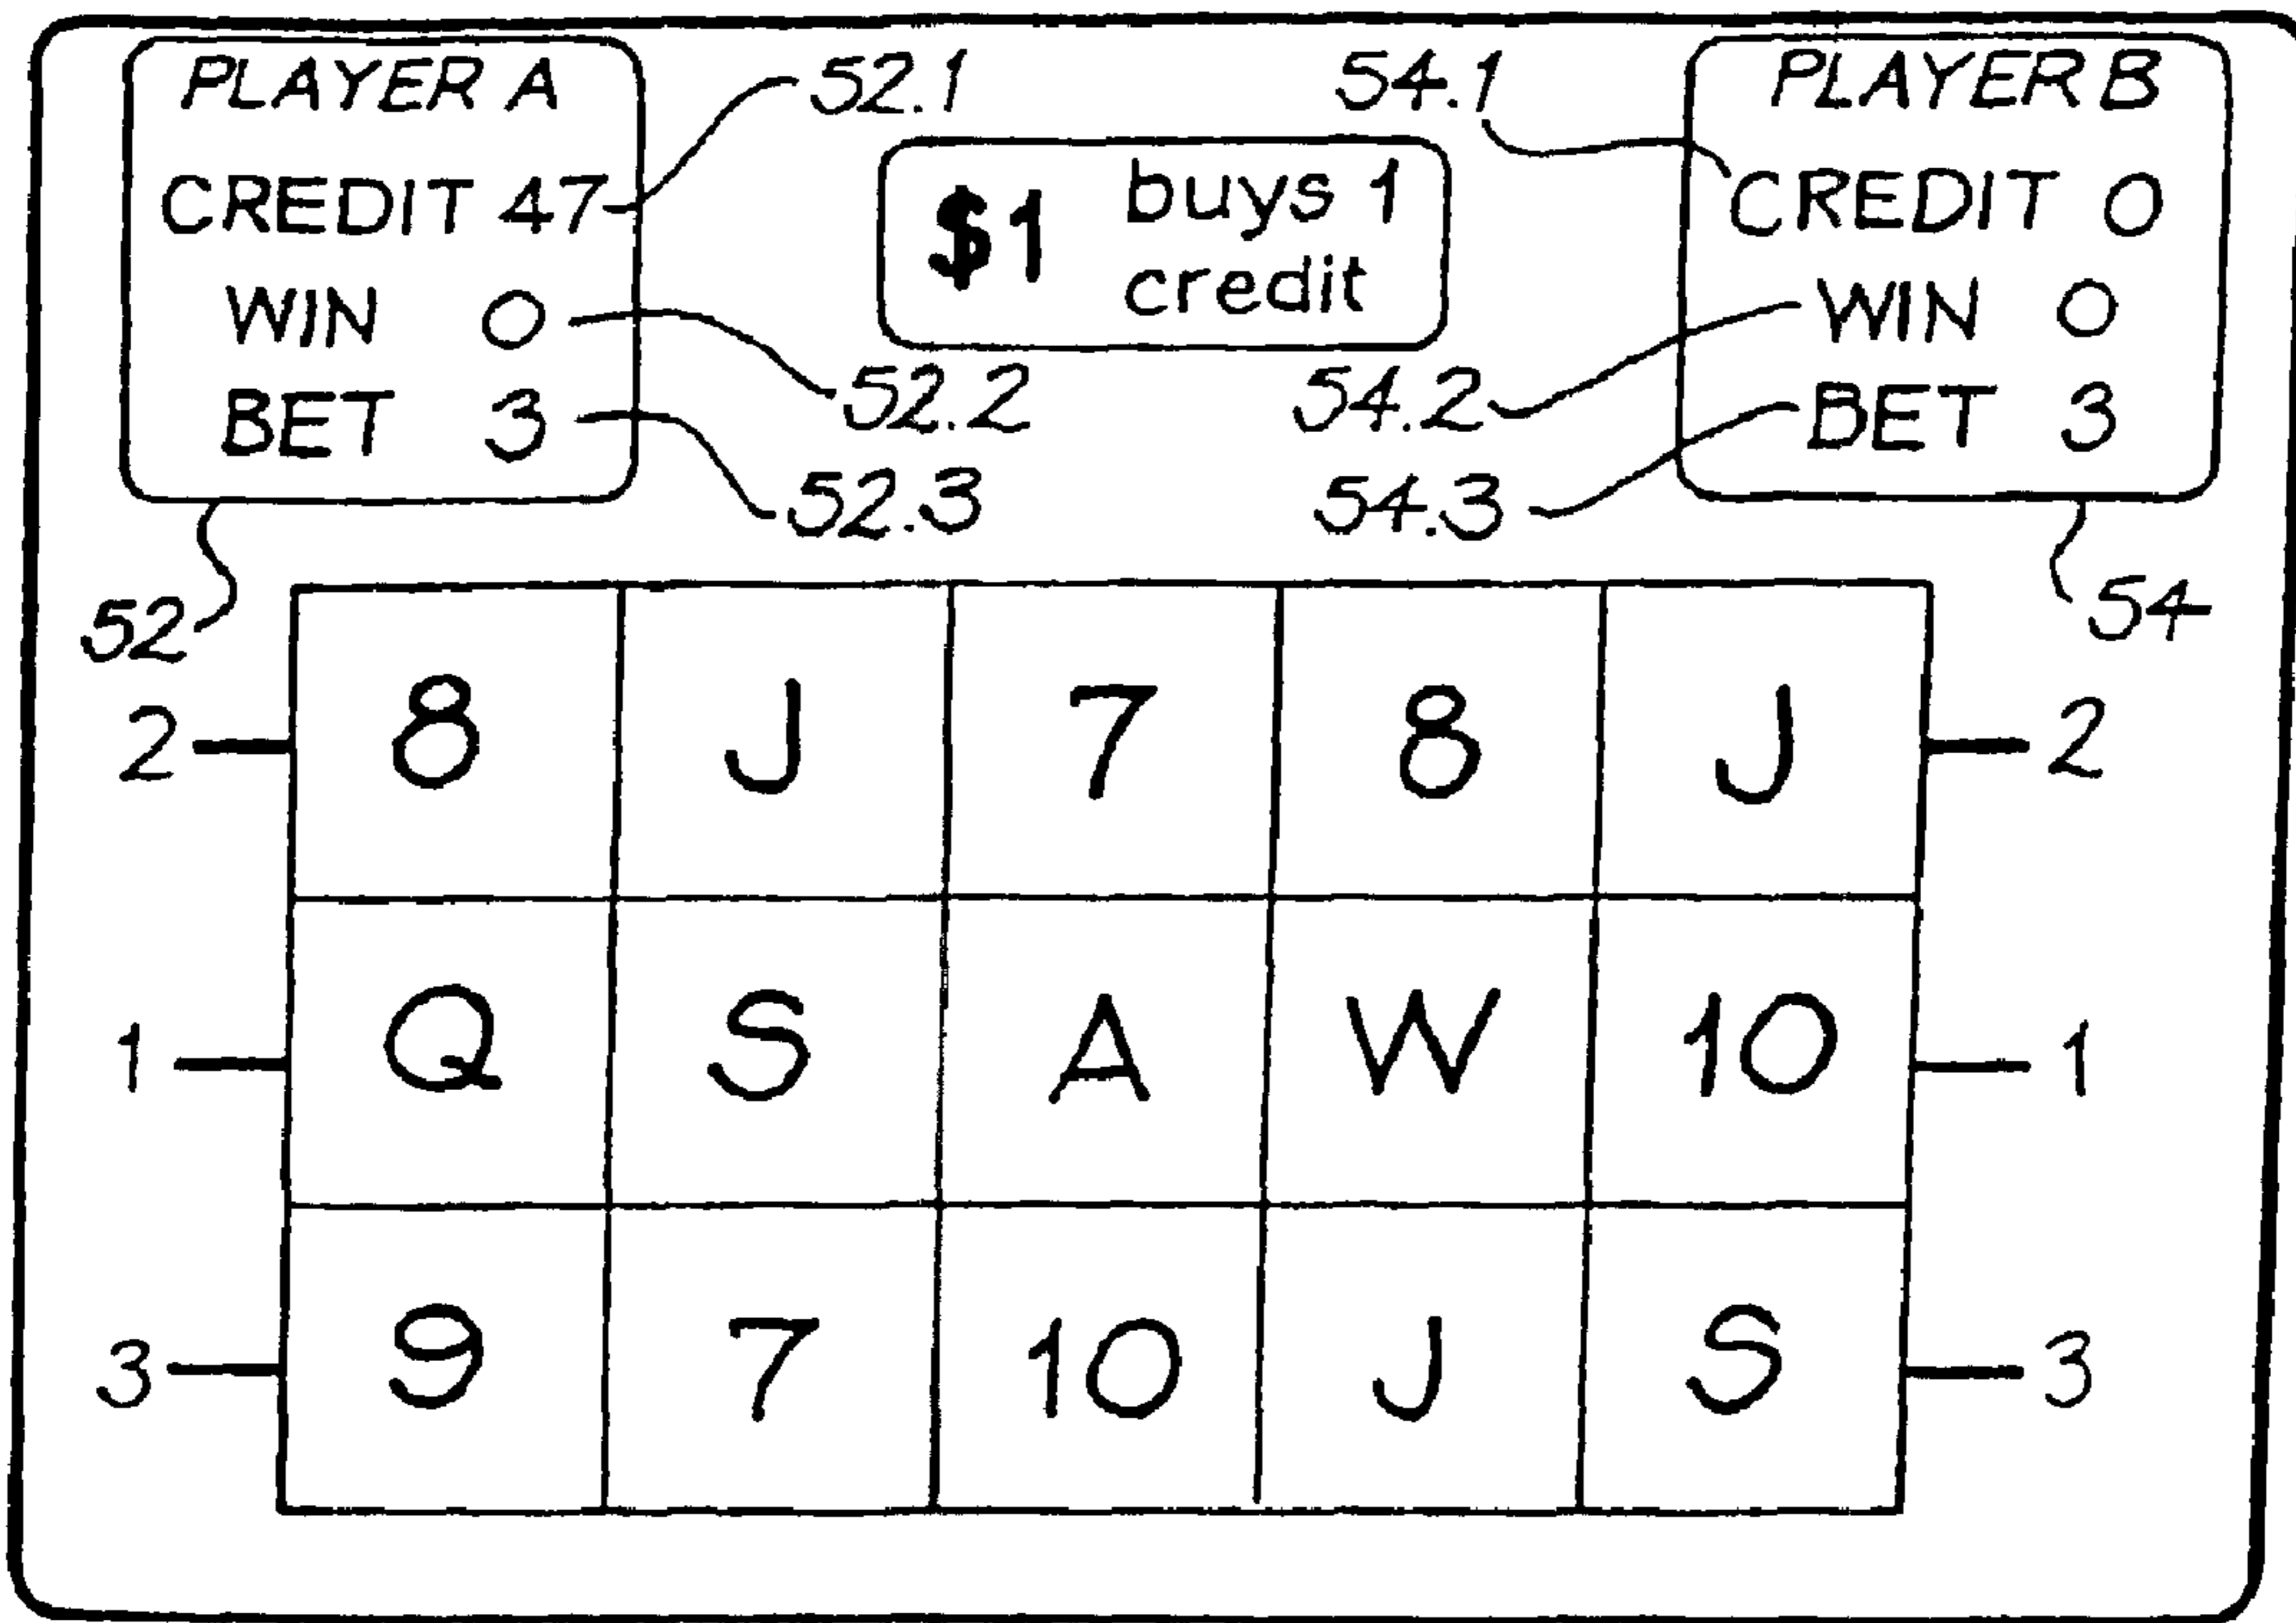 PLAYER A
CREDIT 47
WIN 0
BET 3
52.1
52.2
52.3
52
$1 buys 1
credit
54.1
54.2
54.3
54
PLAYER B
CREDIT 0
WIN 0
BET 3
2 8 J 7 8 J 2
1 Q S A W 10 1
3 9 7 10 J S 3